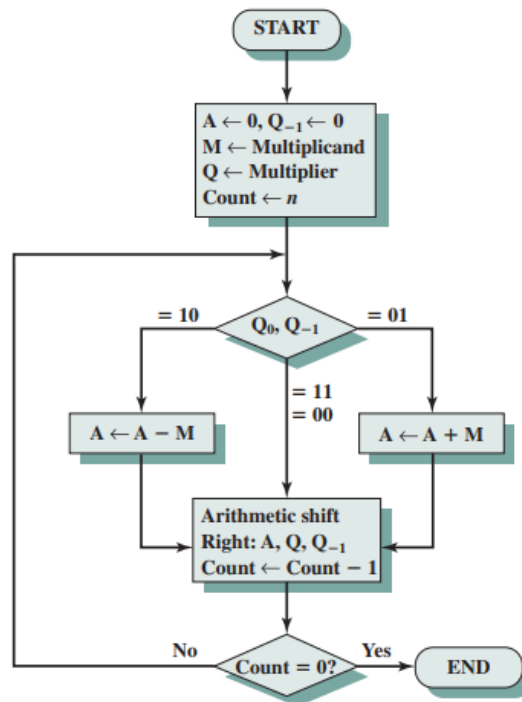 START
A ← 0, Q₋₁ ← 0
M ← Multiplicand
Q ← Multiplier
Count ← n
= 10
Q₀, Q₋₁
= 01
= 11
= 00
A ← A − M
A ← A + M
Arithmetic shift
Right: A, Q, Q₋₁
Count ← Count − 1
No
Count = 0?
Yes
END